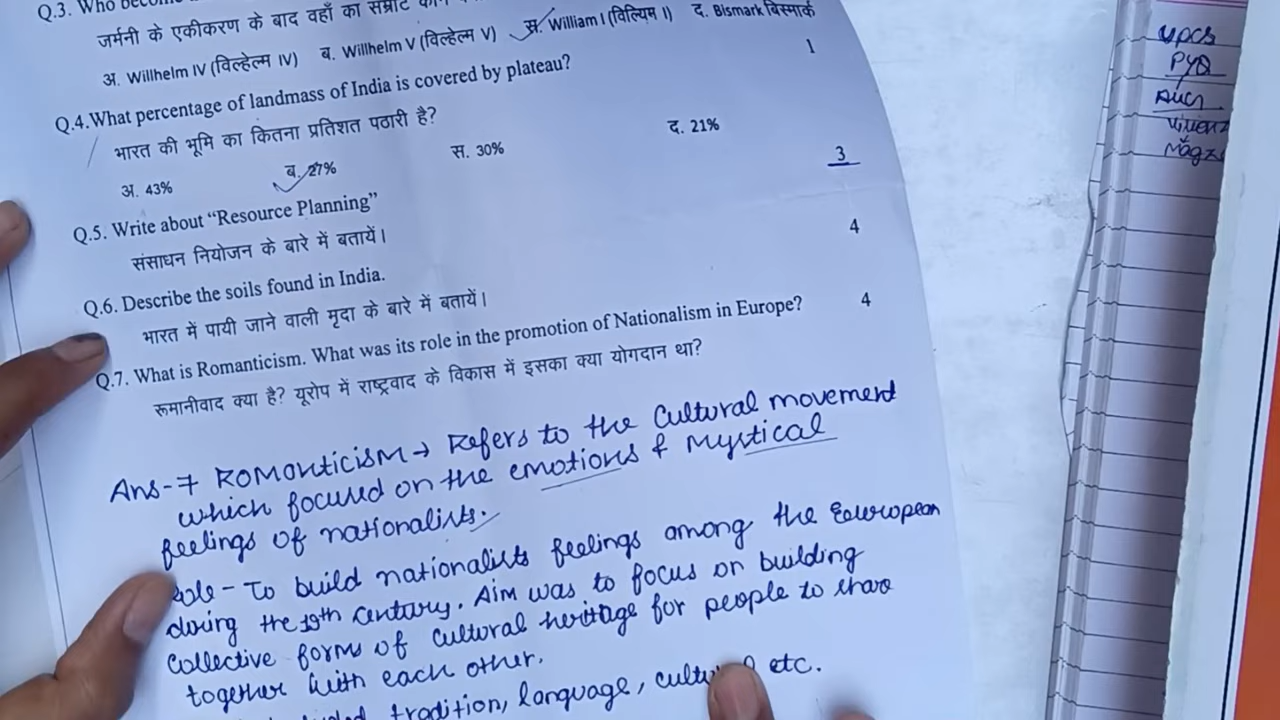 Q.3. Who
जर्मनी के एकीकरण के बाद वहाँ का सम्राट
अ. Willhelm IV (विल्हेल्म IV) ब. Willhelm V (विल्हेल्म V) स. William I (विल्यिम I) द. Bismark बिस्मार्क
Q.4.What percentage of landmass of India is covered by plateau? 1
भारत की भूमि का कितना प्रतिशत पठारी है?
अ. 43% ब. 27% स. 30% द. 21%
Q.5. Write about “Resource Planning” 3
संसाधन नियोजन के बारे में बतायें।
Q.6. Describe the soils found in India. 4
भारत में पायी जाने वाली मृदा के बारे में बतायें।
Q.7. What is Romanticism. What was its role in the promotion of Nationalism in Europe? 4
रूमानीवाद क्या है? यूरोप में राष्ट्रवाद के विकास में इसका क्या योगदान था?
Ans-7 Romonticism → Refers to the Cultural movement
which focused on the emotions & Mystical
feelings of nationalists.
Role - To build nationalists feelings among the Eouropean
during the 19th Century. Aim was to focus on building
Collective forms of Cultural heritage for people to share
together with each other.
tradition, language, etc.
upcs
PYQ